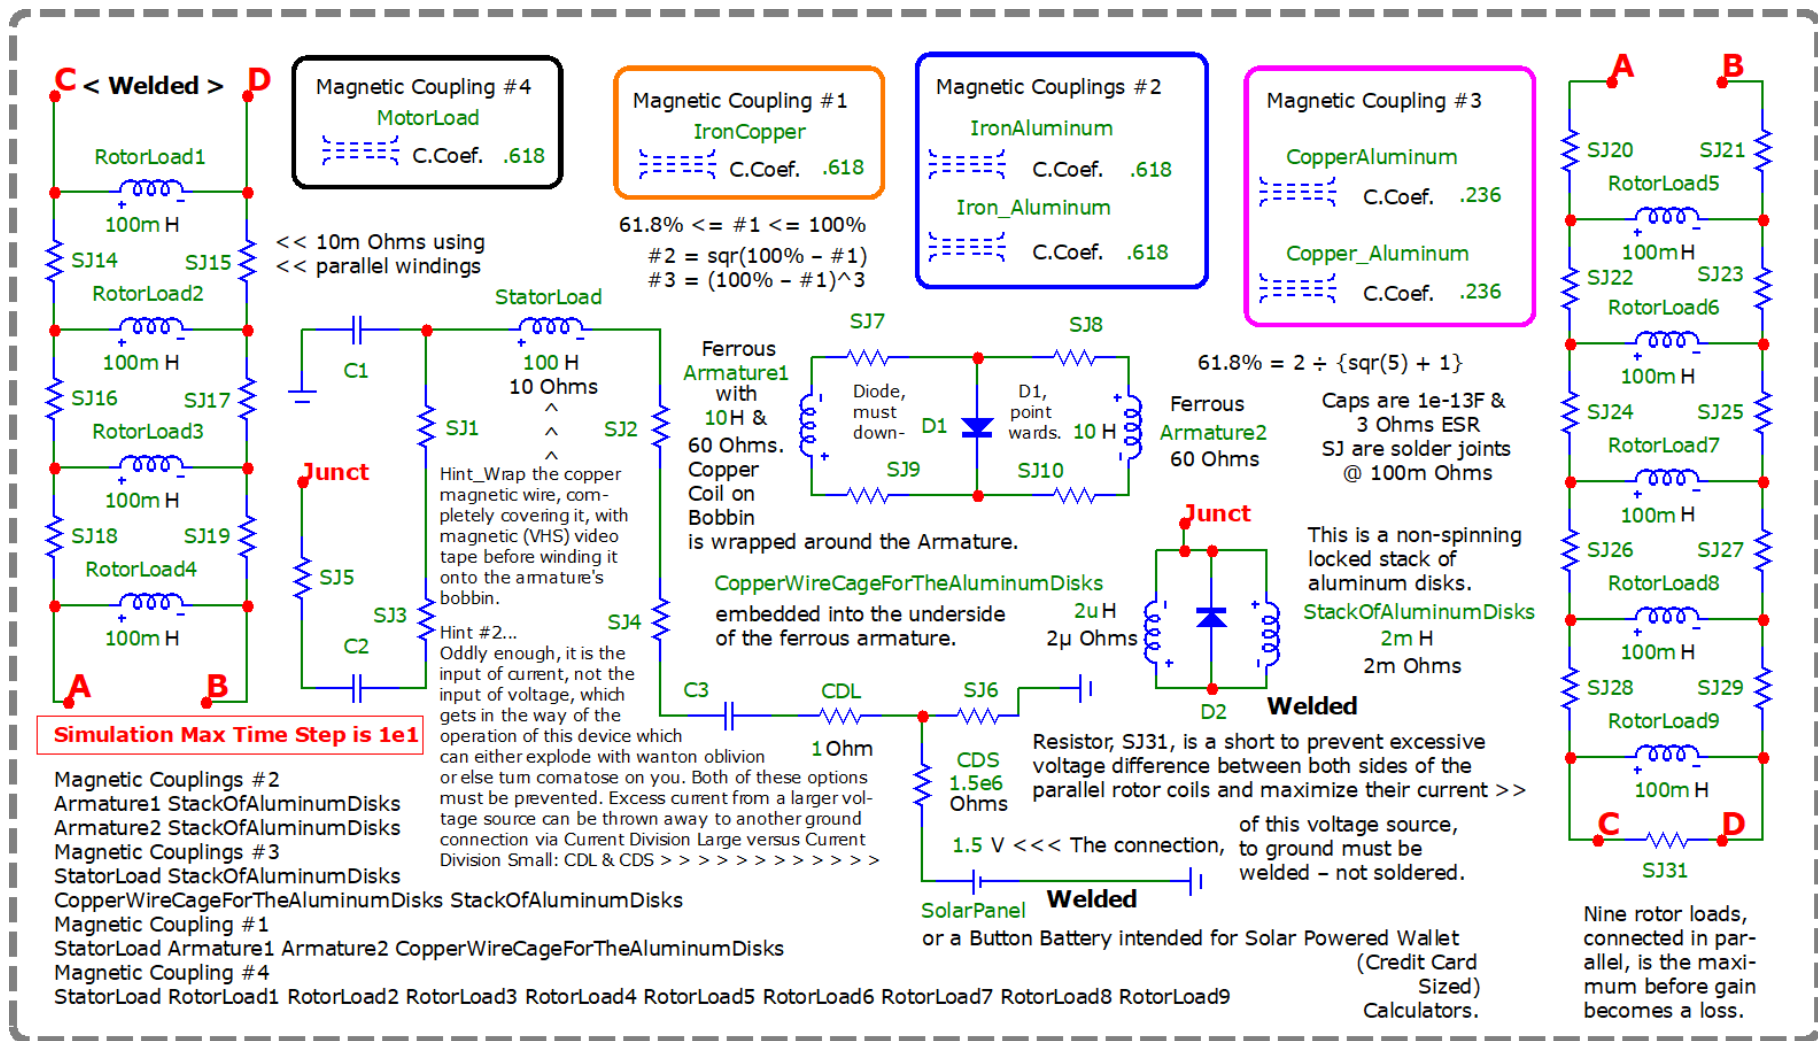 C < Welded > D
RotorLoad1
100m H
SJ14
SJ15
RotorLoad2
100m H
SJ16
SJ17
RotorLoad3
100m H
SJ18
SJ19
RotorLoad4
100m H
A
B
<< 10m Ohms using
<< parallel windings
Magnetic Coupling #4
MotorLoad
C.Coef. .618
Magnetic Coupling #1
IronCopper
C.Coef. .618
61.8% <= #1 <= 100%
#2 = sqr(100% – #1)
#3 = (100% – #1)^3
Magnetic Couplings #2
IronAluminum
C.Coef. .618
Iron_Aluminum
C.Coef. .618
Magnetic Coupling #3
CopperAluminum
C.Coef. .236
Copper_Aluminum
C.Coef. .236
C1
StatorLoad
100 H
10 Ohms
^
^
^
SJ1
SJ2
Junct
SJ5
SJ3
SJ4
C2
Hint_Wrap the copper
magnetic wire, com-
pletely covering it, with
magnetic (VHS) video
tape before winding it
onto the armature's
bobbin.
Hint #2...
Oddly enough, it is the
input of current, not the
input of voltage, which
gets in the way of the
operation of this device which
can either explode with wanton oblivion
or else turn comatose on you. Both of these options
must be prevented. Excess current from a larger vol-
tage source can be thrown away to another ground
connection via Current Division Large versus Current
Division Small: CDL & CDS > > > > > > > > > > > >
Ferrous
Armature1
with
10H &
60 Ohms.
Copper
Coil on
Bobbin
is wrapped around the Armature.
SJ7
SJ8
Diode,
must
down-
D1
D1,
point
wards.
10 H
SJ9
SJ10
Ferrous
Armature2
60 Ohms
61.8% = 2 ÷ {sqr(5) + 1}
Caps are 1e-13F &
3 Ohms ESR
SJ are solder joints
@ 100m Ohms
CopperWireCageForTheAluminumDisks
embedded into the underside
of the ferrous armature.
2u H
2µ Ohms
Junct
D2
This is a non-spinning
locked stack of
aluminum disks.
StackOfAluminumDisks
2m H
2m Ohms
Welded
C3
CDL
1 Ohm
SJ6
CDS
1.5e6
Ohms
Resistor, SJ31, is a short to prevent excessive
voltage difference between both sides of the
parallel rotor coils and maximize their current >>
1.5 V <<< The connection,
of this voltage source,
to ground must be
welded – not soldered.
SolarPanel
Welded
or a Button Battery intended for Solar Powered Wallet
(Credit Card
Sized)
Calculators.
A
B
SJ20
SJ21
RotorLoad5
100m H
SJ22
SJ23
RotorLoad6
100m H
SJ24
SJ25
RotorLoad7
100m H
SJ26
SJ27
RotorLoad8
100m H
SJ28
SJ29
RotorLoad9
100m H
C
D
SJ31
Nine rotor loads,
connected in par-
allel, is the maxi-
mum before gain
becomes a loss.
Simulation Max Time Step is 1e1
Magnetic Couplings #2
Armature1 StackOfAluminumDisks
Armature2 StackOfAluminumDisks
Magnetic Couplings #3
StatorLoad StackOfAluminumDisks
CopperWireCageForTheAluminumDisks StackOfAluminumDisks
Magnetic Coupling #1
StatorLoad Armature1 Armature2 CopperWireCageForTheAluminumDisks
Magnetic Coupling #4
StatorLoad RotorLoad1 RotorLoad2 RotorLoad3 RotorLoad4 RotorLoad5 RotorLoad6 RotorLoad7 RotorLoad8 RotorLoad9